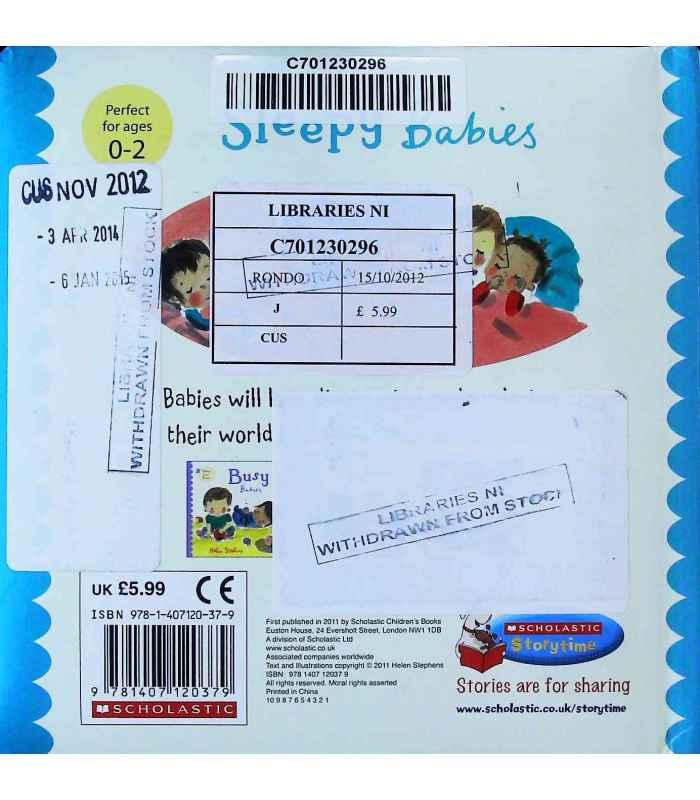 C701230296
Sleepy Babies
Perfect
for ages
0-2
CUS NOV 2012
- 3 APR 2014
- 6 JAN 2015
LIBRARIES NI
WITHDRAWN FROM STOCK
LIBRARIES NI
C701230296
RONDO 15/10/2012
J £ 5.99
CUS
NI
WITHDRAWN STOC
Babies will
their world
Busy
Babies
Helen Stephens
LIBRARIES NI
WITHDRAWN FROM STOCK
UK £5.99 CE
ISBN 978-1-407120-37-9
9 781407 120379
SCHOLASTIC
First published in 2011 by Scholastic Children's Books
Euston House, 24 Eversholt Street, London NW1 1DB
A division of Scholastic Ltd
www.scholastic.co.uk
Associated companies worldwide
Text and Illustrations copyright © 2011 Helen Stephens
ISBN: 978 1407 12037 9
All rights reserved. Moral rights asserted
Printed in China
10 9 8 7 6 5 4 3 2 1
SCHOLASTIC
Storytime
Stories are for sharing
www.scholastic.co.uk/storytime